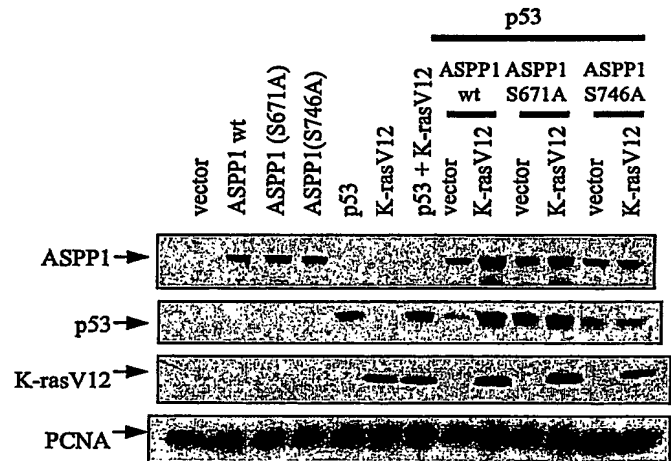 p53
ASPP1 wt
ASPP1 S671A
ASPP1 S746A
vector
ASPP1 wt
ASPP1 (S671A)
ASPP1(S746A)
p53
K-rasV12
p53 + K-rasV12
vector
K-rasV12
vector
K-rasV12
vector
K-rasV12
ASPP1
p53
K-rasV12
PCNA